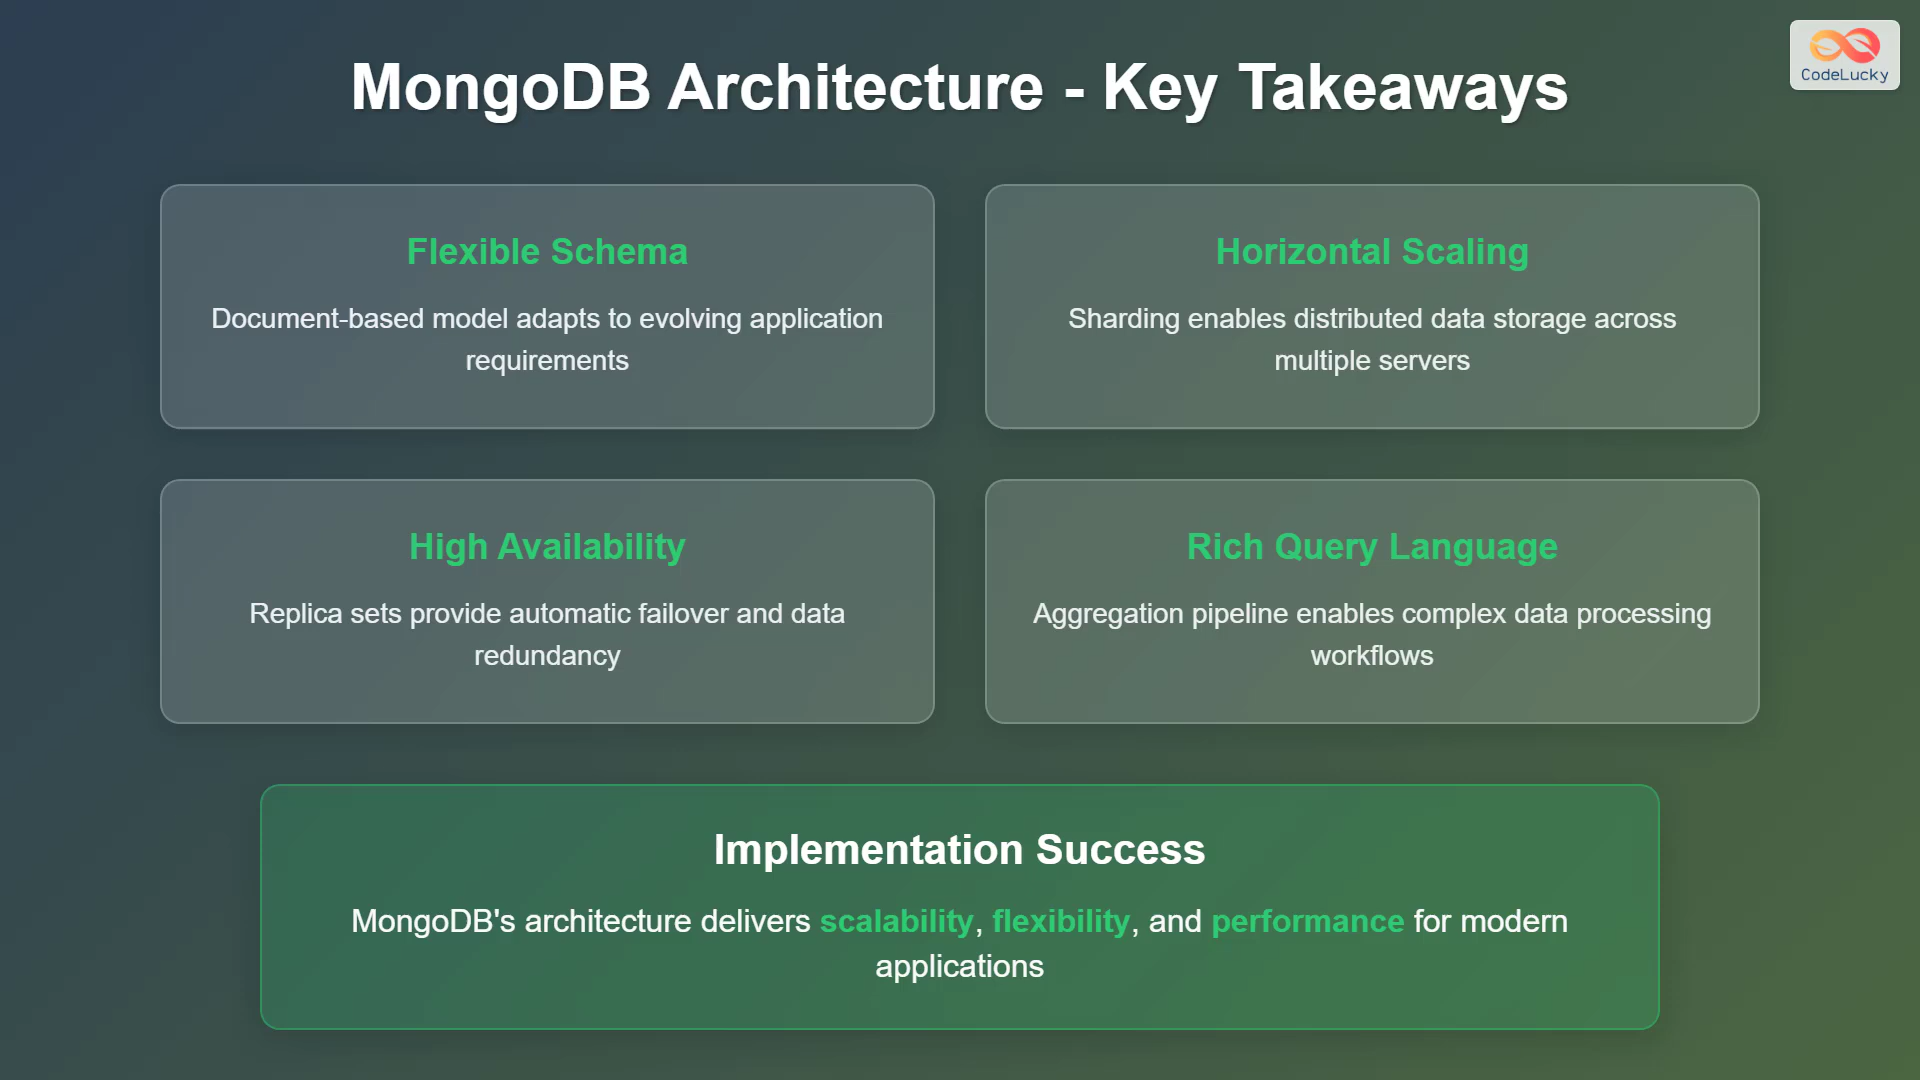 MongoDB Architecture - Key Takeaways
CodeLucky
Flexible Schema
Document-based model adapts to evolving application
requirements
Horizontal Scaling
Sharding enables distributed data storage across
multiple servers
High Availability
Replica sets provide automatic failover and data
redundancy
Rich Query Language
Aggregation pipeline enables complex data processing
workflows
Implementation Success
MongoDB's architecture delivers scalability, flexibility, and performance for modern
applications